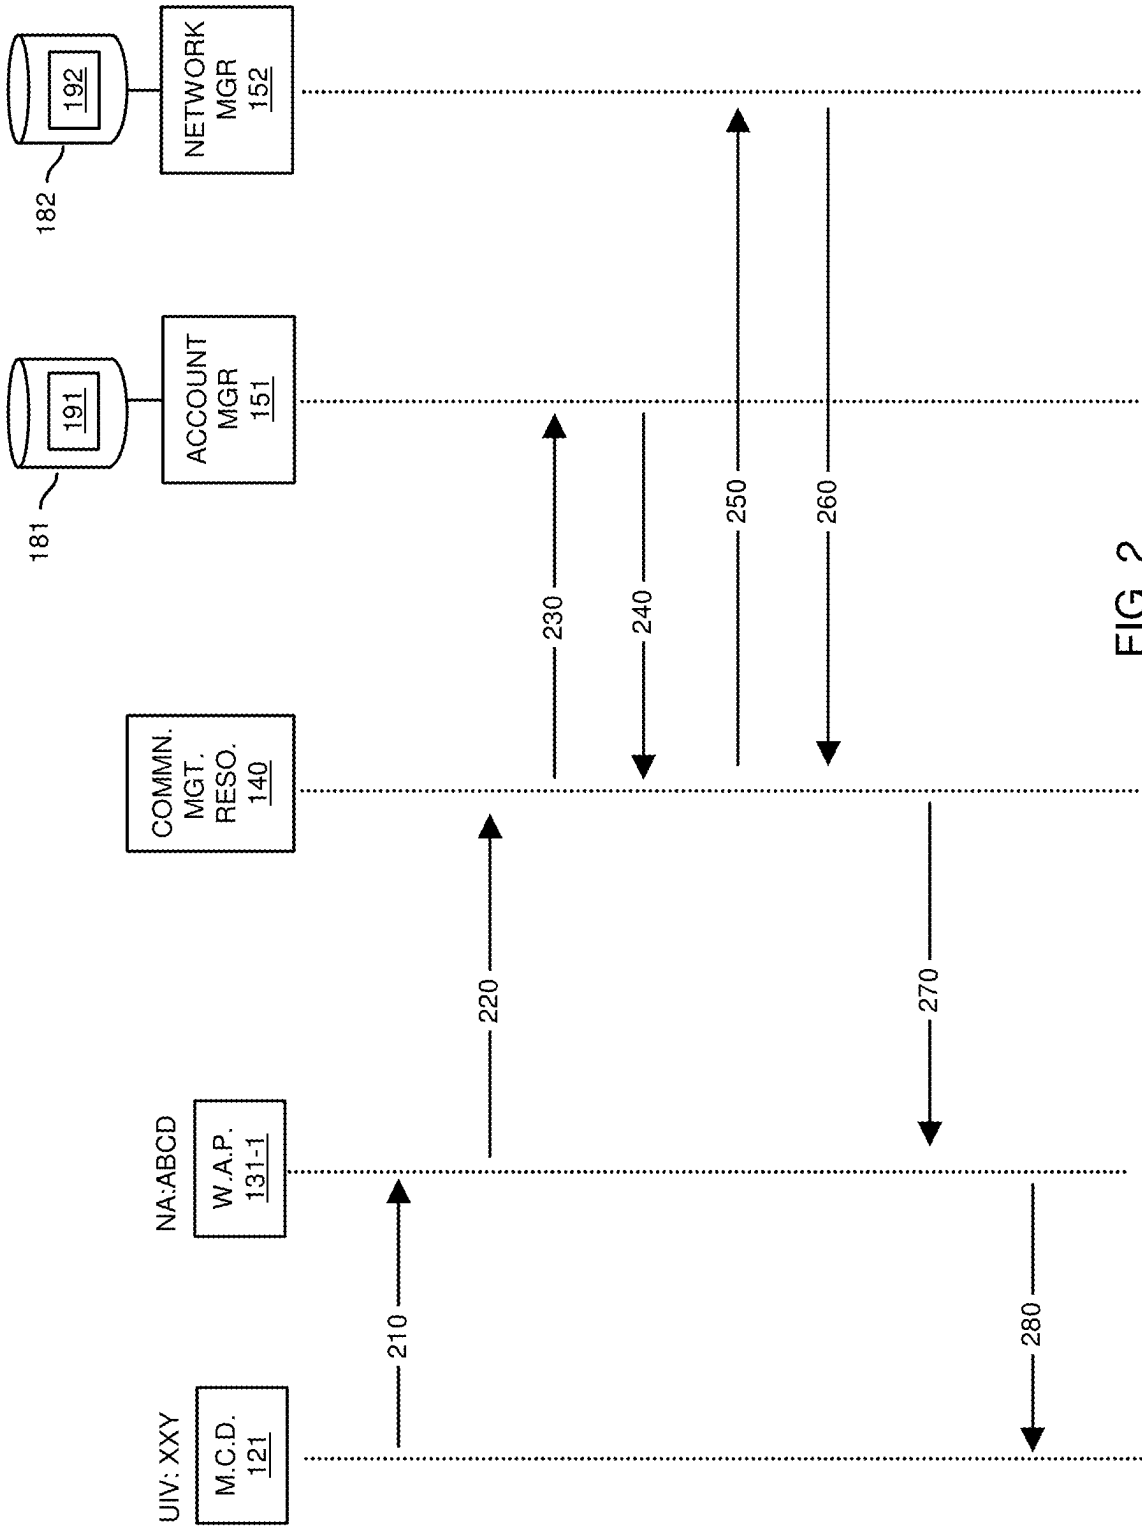 UIV: XXY
M.C.D.
121
NA:ABCD
W.A.P.
131-1
COMMN.
MGT.
RESO.
140
181
191
ACCOUNT
MGR
151
182
192
NETWORK
MGR
152
210
220
230
240
250
260
270
280
FIG. 2